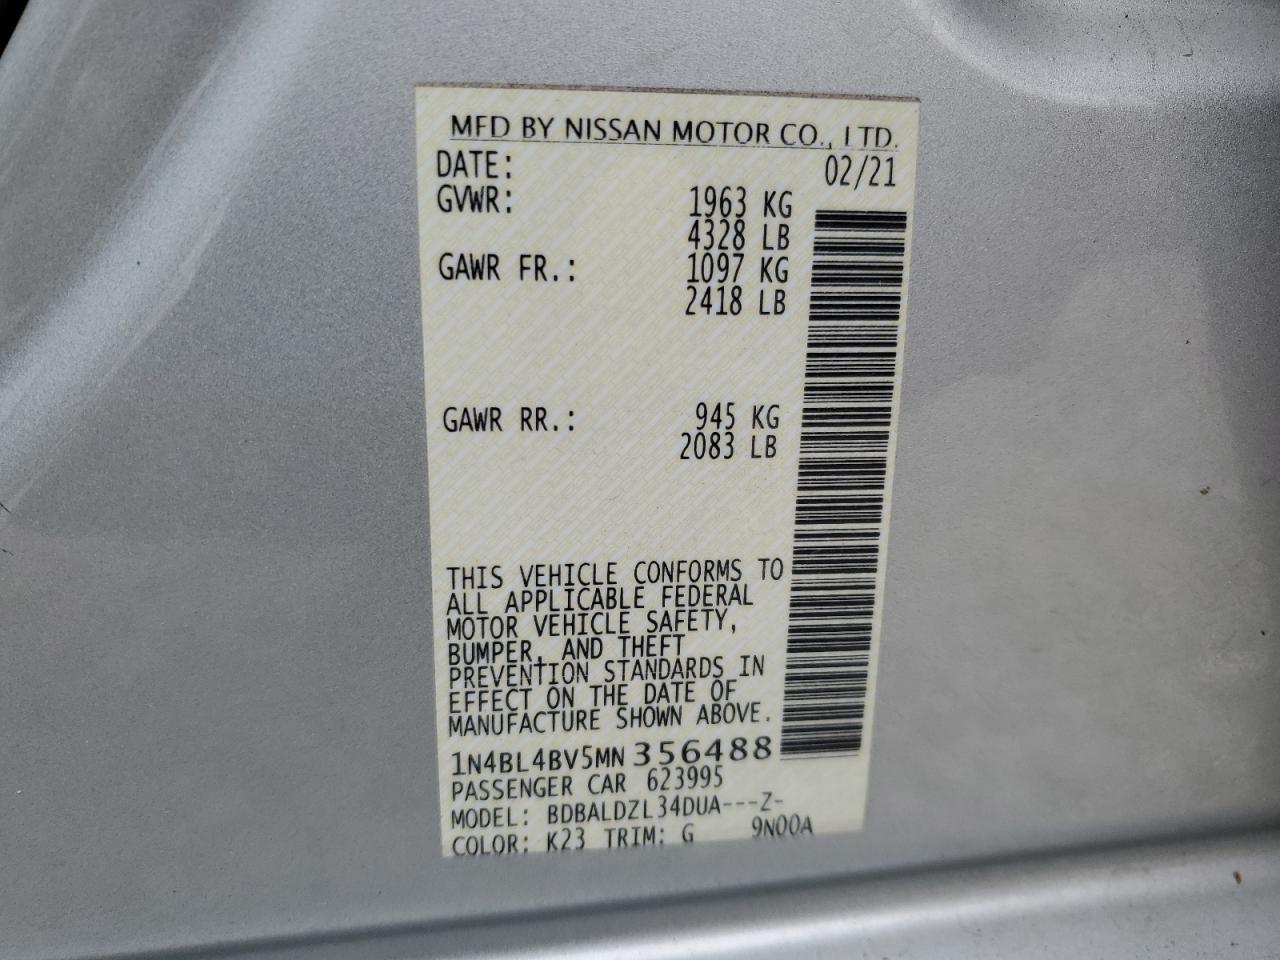 MFD BY NISSAN MOTOR CO., LTD.
DATE: 02/21
GVWR: 1963 KG
4328 LB
GAWR FR.: 1097 KG
2418 LB
GAWR RR.: 945 KG
2083 LB
THIS VEHICLE CONFORMS TO
ALL APPLICABLE FEDERAL
MOTOR VEHICLE SAFETY,
BUMPER, AND THEFT
PREVENTION STANDARDS IN
EFFECT ON THE DATE OF
MANUFACTURE SHOWN ABOVE.
1N4BL4BV5MN356488
PASSENGER CAR 623995
MODEL: BDBALDZL34DUA---Z-
COLOR: K23 TRIM: G 9N00A